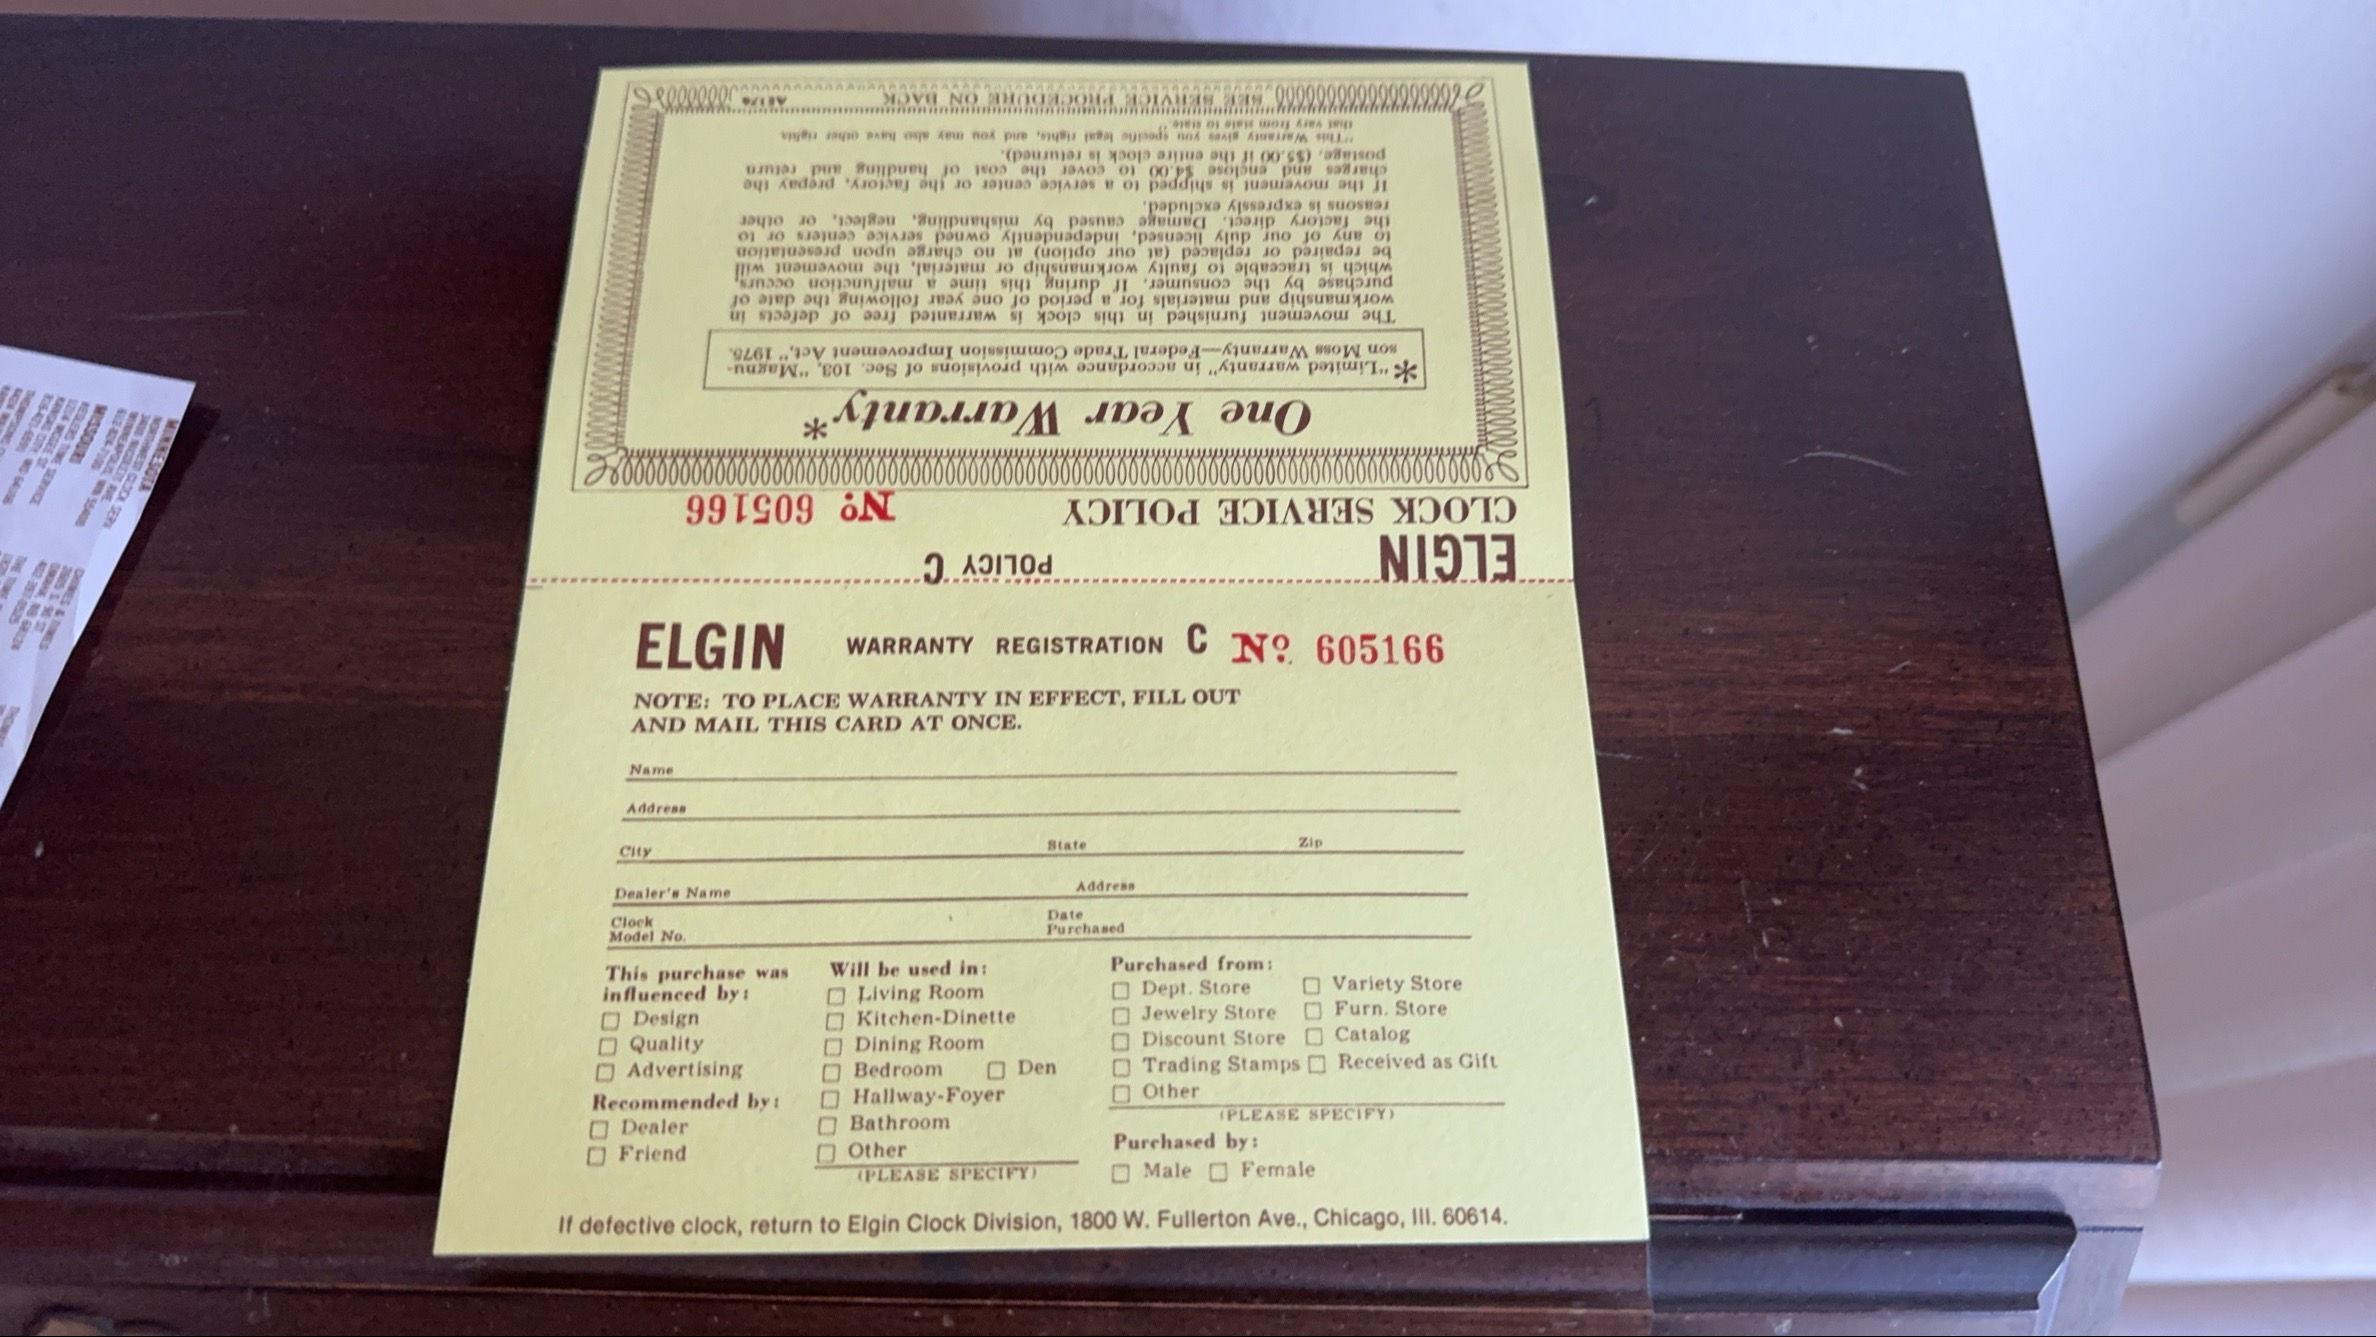 ELGIN POLICY C
CLOCK SERVICE POLICY Nº 605166
One Year Warranty*
*"Limited warranty" in accordance with provisions of Sec. 103, "Magnu-
son Moss Warranty—Federal Trade Commission Improvement Act," 1975.
The movement furnished in this clock is warranted free of defects in
workmanship and materials for a period of one year following the date of
purchase by the consumer. If during this time a malfunction occurs,
which is traceable to faulty workmanship or material, the movement will
be repaired or replaced (at our option) at no charge upon presentation
to any of our duly licensed, independently owned service centers or to
the factory direct. Damage caused by mishandling, neglect, or other
reasons is expressly excluded.
If the movement is shipped to a service center or the factory, prepay the
charges and enclose $4.00 to cover the cost of handling and return
postage. ($5.00 if the entire clock is returned).
"This Warranty gives you specific legal rights, and you may also have other rights
that vary from state to state."
SEE SERVICE PROCEDURE ON BACK
ELGIN WARRANTY REGISTRATION C Nº 605166
NOTE: TO PLACE WARRANTY IN EFFECT, FILL OUT
AND MAIL THIS CARD AT ONCE.
Name
Address
City State Zip
Dealer's Name Address
Clock
Model No.
Date
Purchased
This purchase was
influenced by:
Design
Quality
Advertising
Recommended by:
Dealer
Friend
Will be used in:
Living Room
Kitchen-Dinette
Dining Room
Bedroom Den
Hallway-Foyer
Bathroom
Other
(PLEASE SPECIFY)
Purchased from:
Dept. Store Variety Store
Jewelry Store Furn. Store
Discount Store Catalog
Trading Stamps Received as Gift
Other
(PLEASE SPECIFY)
Purchased by:
Male Female
If defective clock, return to Elgin Clock Division, 1800 W. Fullerton Ave., Chicago, Ill. 60614.
MINNESOTA
MISSOURI